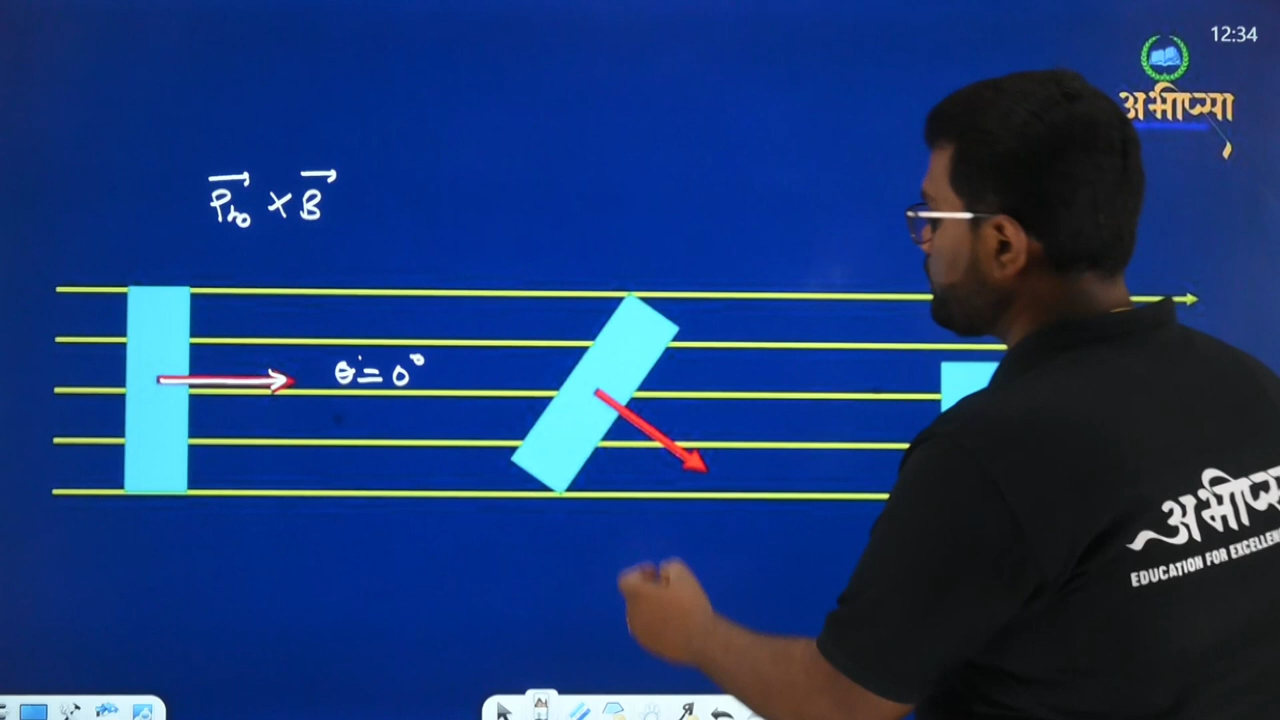 12:34
अभीप्सा
P × B
θ = 0°
अभीप्सा
EDUCATION FOR EXCELLEN